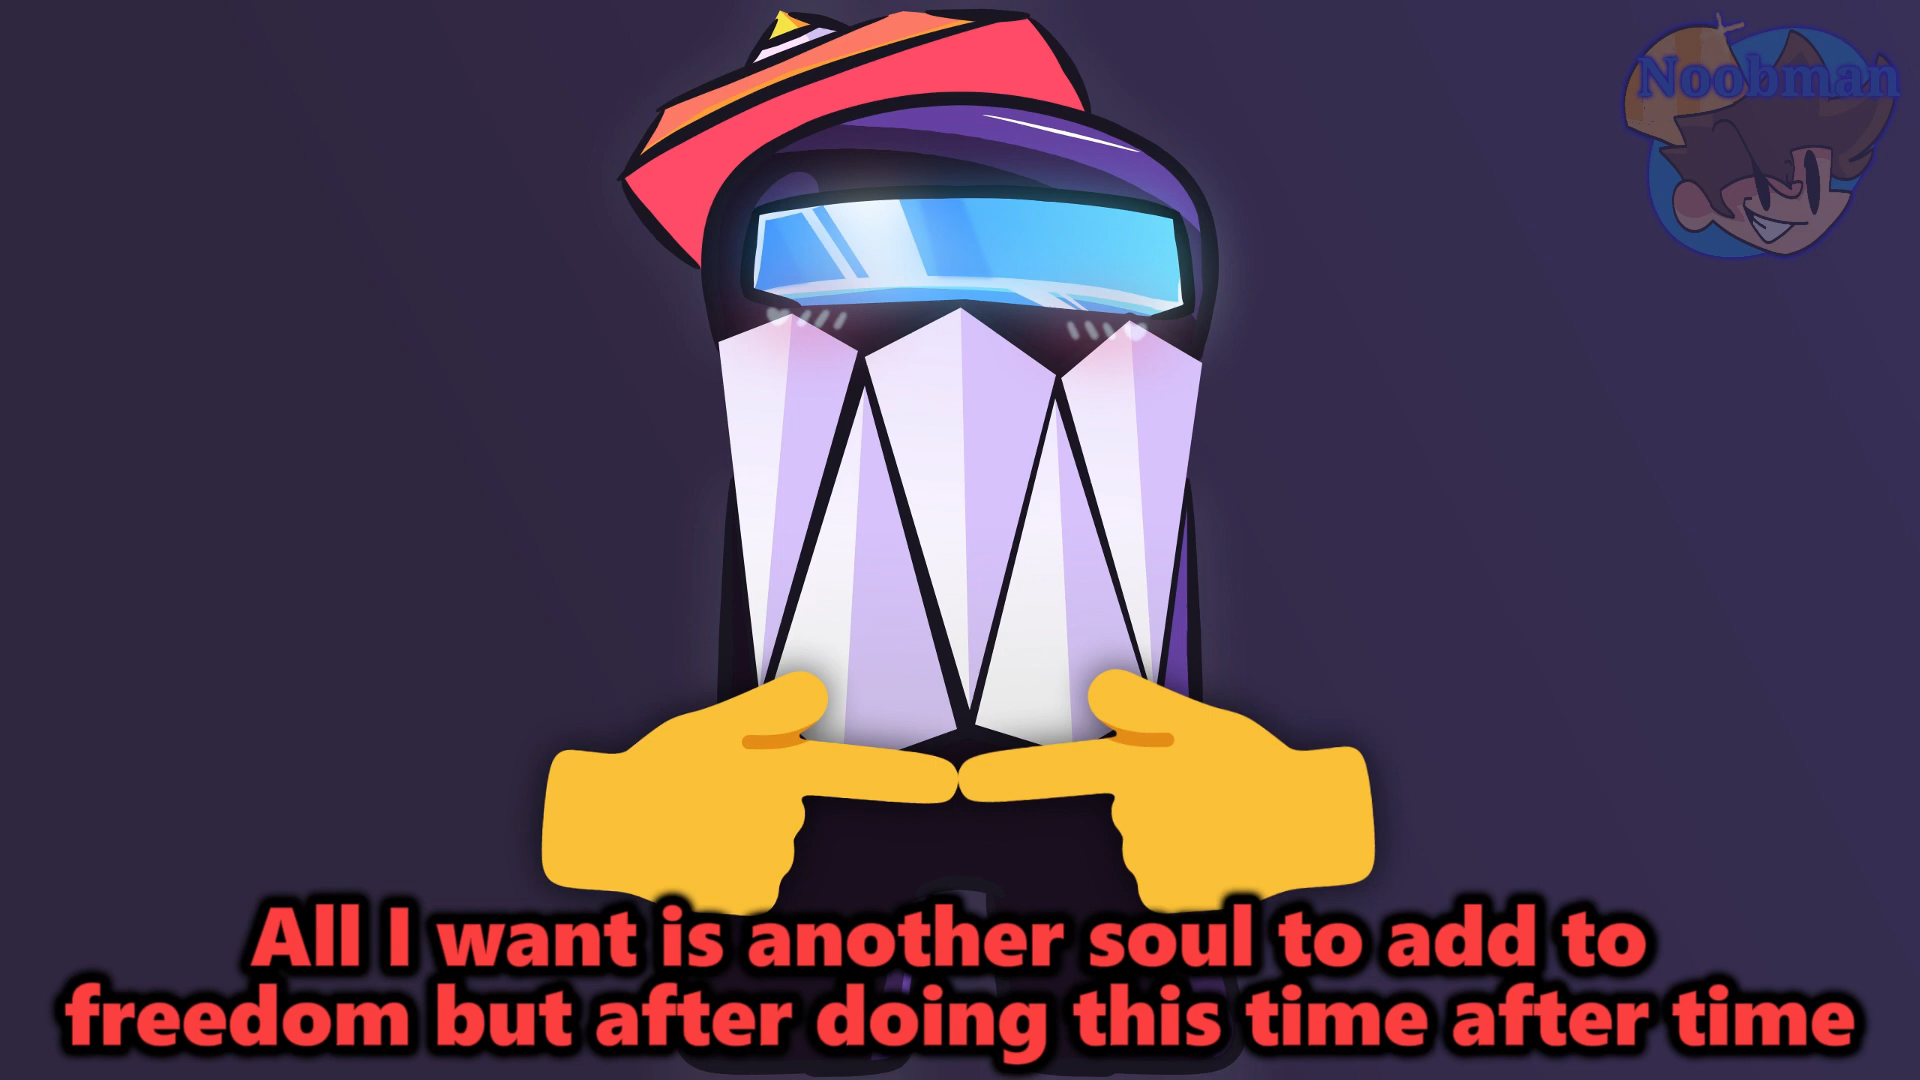 Noobman
All I want is another soul to add to
freedom but after doing this time after time